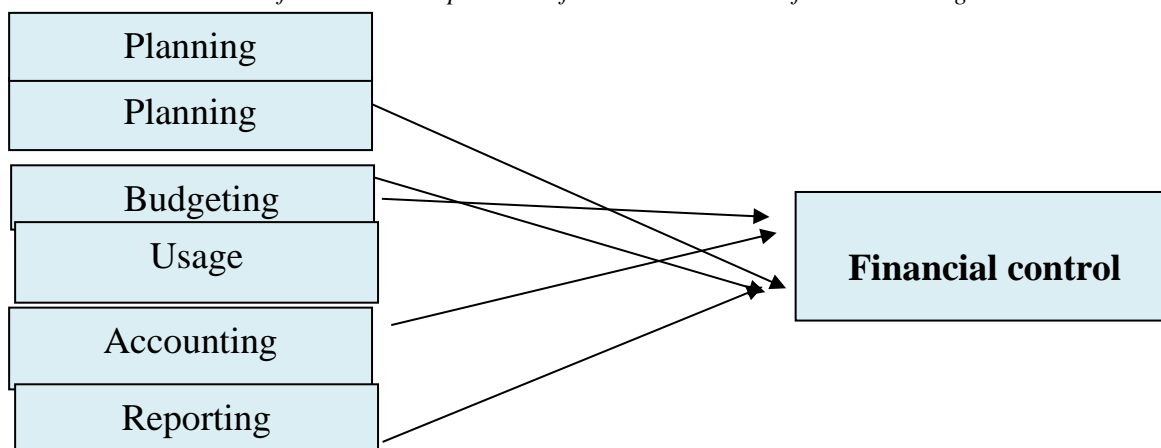 Planning
Planning
Budgeting
Usage
Financial control
Accounting
Reporting